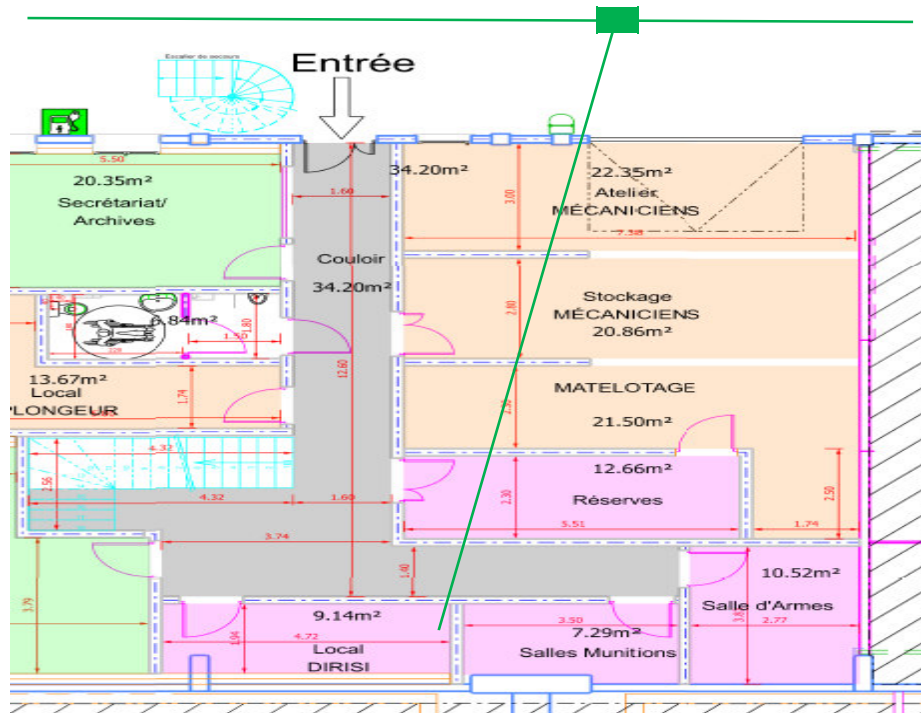 Escalier de secours
Entrée
5.50
20.35m²
Secrétariat/
Archives
1.60
34.20m²
3.00
22.35m²
Atelier
MÉCANICIENS
7.38
Couloir
34.20m²
2.80
Stockage
MÉCANICIENS
20.86m²
6.84m²
1.50
1.80
12.60
13.67m²
Local
PLONGEUR
1.74
MATELOTAGE
21.50m²
4.32
2.56
4.32
1.60
12.66m²
Réserves
2.30
5.51
2.50
1.74
3.74
1.40
3.79
9.14m²
1.94
4.72
Local
DIRISI
3.50
7.29m²
Salles Munitions
10.52m²
Salle d'Armes
2.77